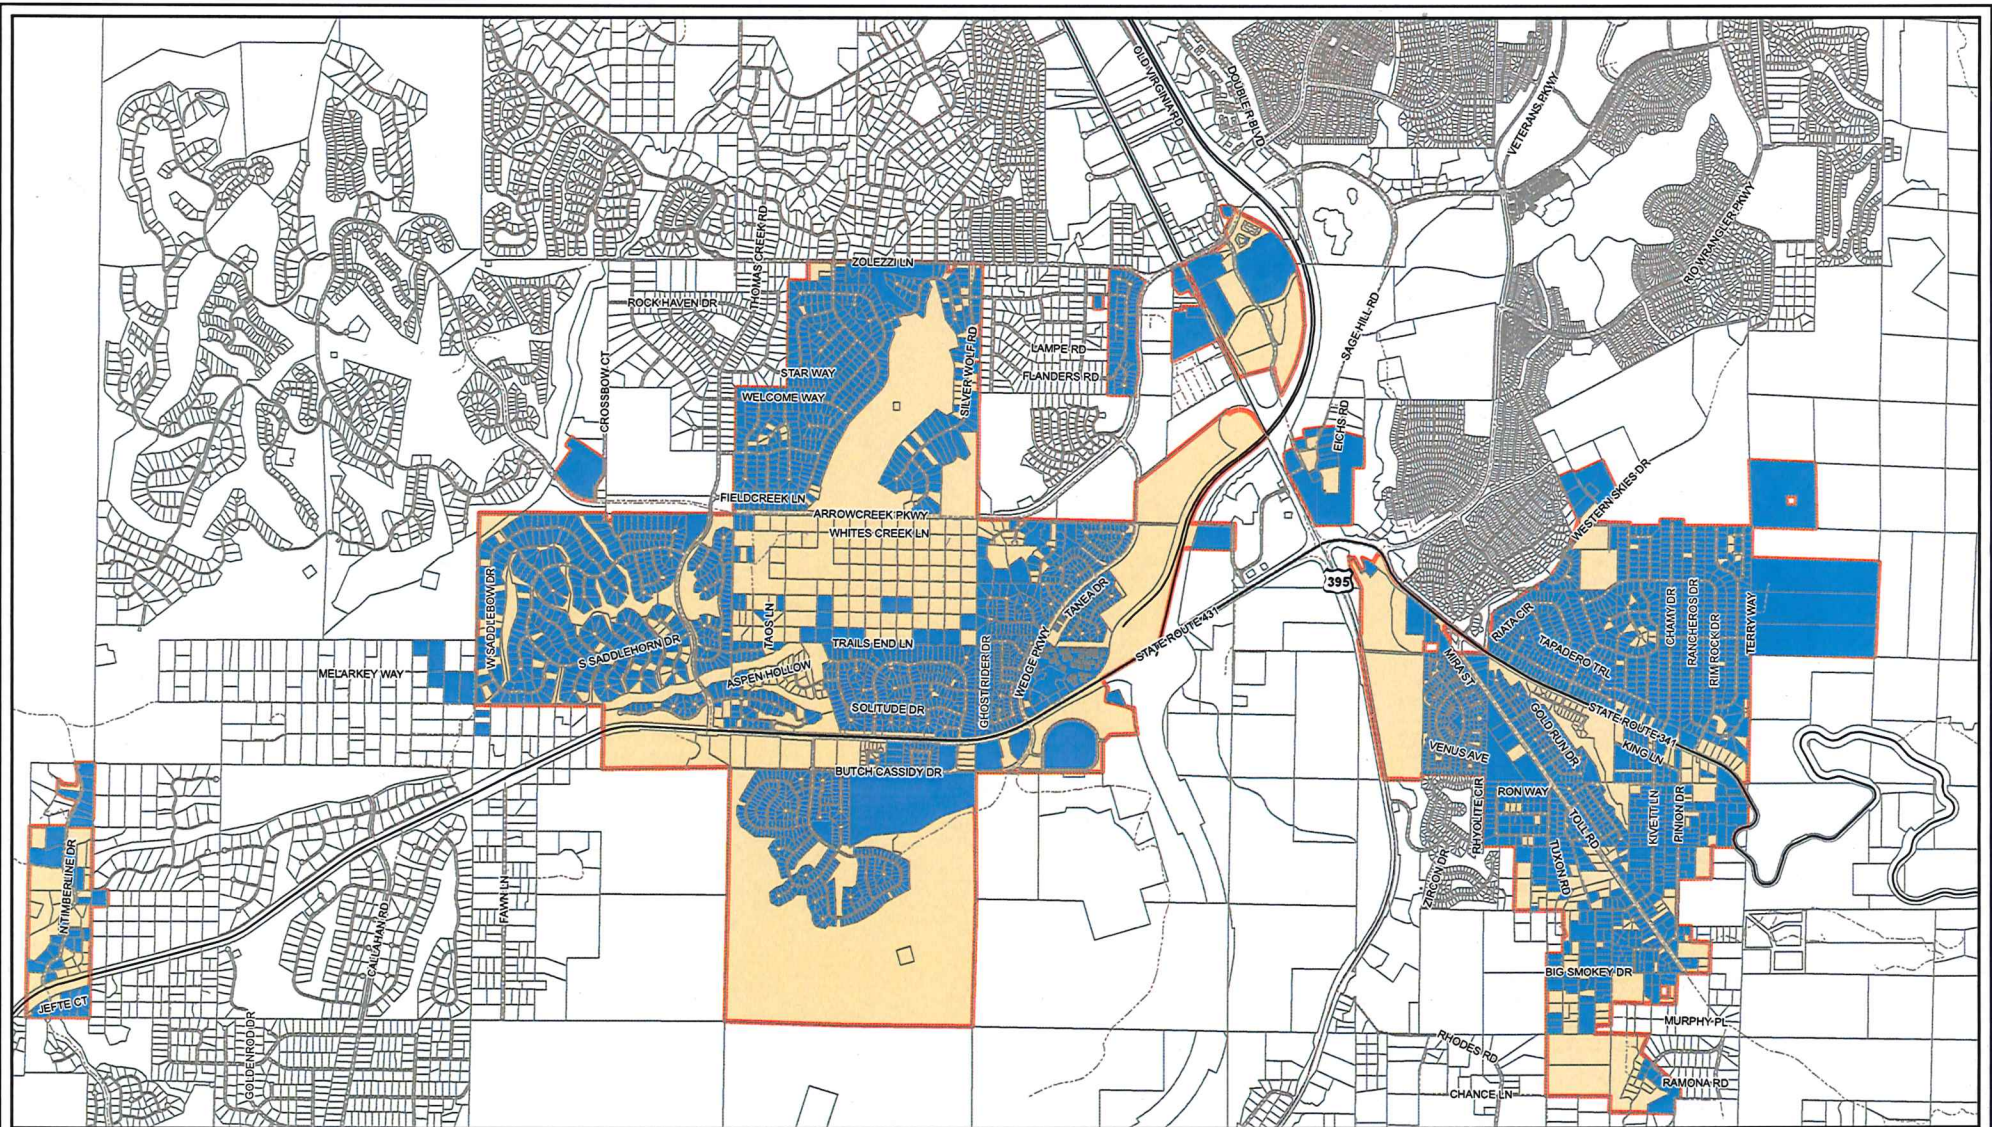 OLD VIRGINIA RD
DOUBLE R BLVD
VETERANS PKWY
THOMAS CREEK RD
RIO WRANGLER PKWY
ZOLEZZI LN
ROCK HAVEN DR
SAGE HILL RD
LAMPE RD
SILVER WOLF RD
CROSSBOW CT
STAR WAY
FLANDERS RD
WELCOME WAY
EICHS RD
FIELDCREEK LN
WESTERN SKIES DR
ARROWCREEK PKWY
WHITES CREEK LN
395
W SADDLEBOW DR
TANEA DR
CHAMY DR
RANCHEROS DR
RIM ROCK DR
TERRY WAY
TAOS LN
STATE ROUTE 431
RIATA CIR
S SADDLEHORN DR
TRAILS END LN
TAPADERO TRL
MELARKEY WAY
ASPEN HOLLOW
GHOST RIDER DR
WEDGE PKWY
MIRA ST
SOLITUDE DR
GOLD RUN DR
STATE ROUTE 341
VENUS AVE
KING LN
BUTCH CASSIDY DR
RON WAY
RHYOLITE CIR
TOLL RD
KIVETT LN
PINION DR
N TIMBERLINE DR
FAWN LN
ZIRCON DR
TUXON RD
CALLAHAN RD
BIG SMOKEY DR
JEFTE CT
GOLDENROD DR
MURPHY PL
RHODES RD
RAMONA RD
CHANCE LN